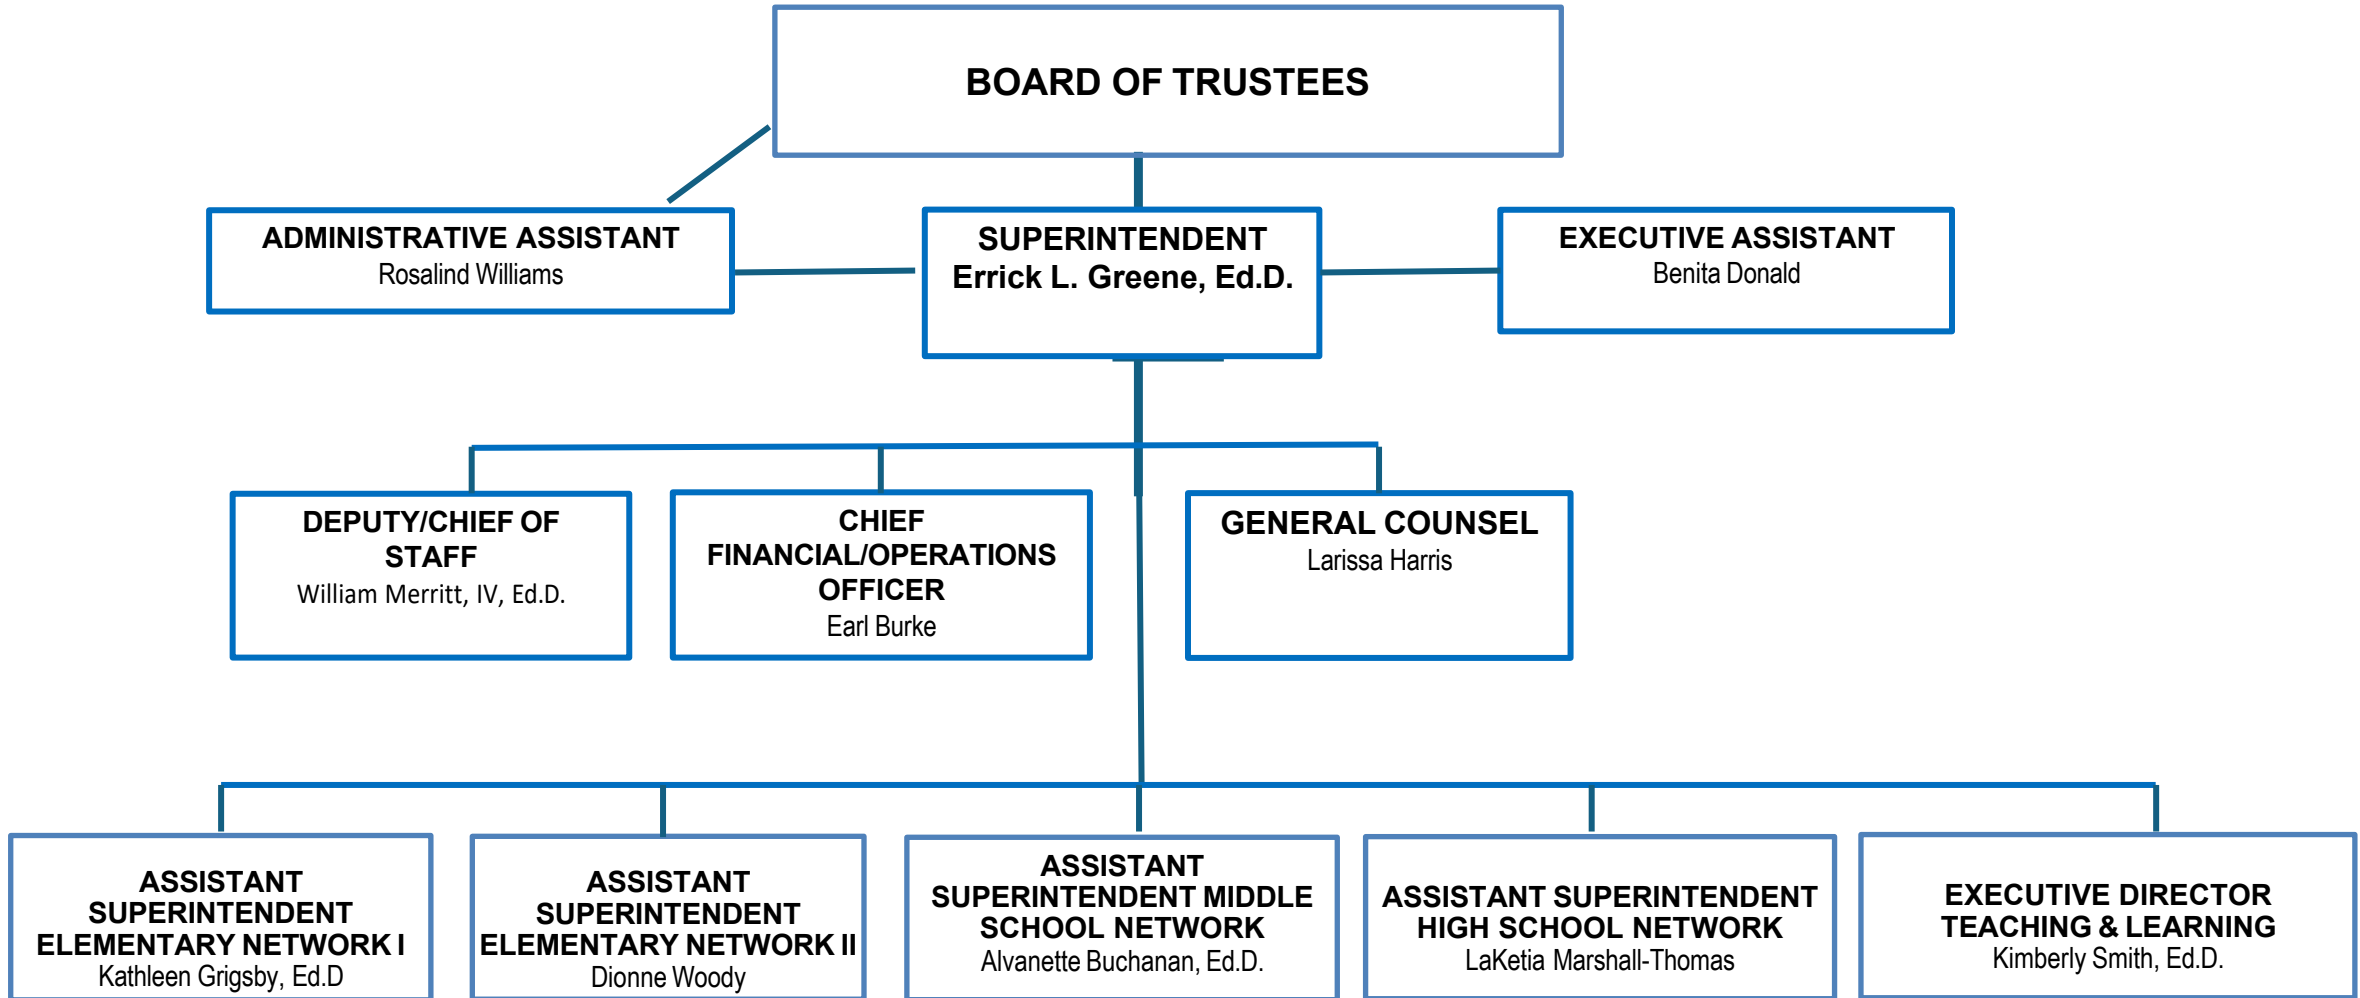 BOARD OF TRUSTEES
ADMINISTRATIVE ASSISTANT
Rosalind Williams
SUPERINTENDENT
Errick L. Greene, Ed.D.
EXECUTIVE ASSISTANT
Benita Donald
DEPUTY/CHIEF OF
STAFF
William Merritt, IV, Ed.D.
CHIEF
FINANCIAL/OPERATIONS
OFFICER
Earl Burke
GENERAL COUNSEL
Larissa Harris
ASSISTANT
SUPERINTENDENT
ELEMENTARY NETWORK I
Kathleen Grigsby, Ed.D
ASSISTANT
SUPERINTENDENT
ELEMENTARY NETWORK II
Dionne Woody
ASSISTANT
SUPERINTENDENT MIDDLE
SCHOOL NETWORK
Alvanette Buchanan, Ed.D.
ASSISTANT SUPERINTENDENT
HIGH SCHOOL NETWORK
LaKetia Marshall-Thomas
EXECUTIVE DIRECTOR
TEACHING & LEARNING
Kimberly Smith, Ed.D.